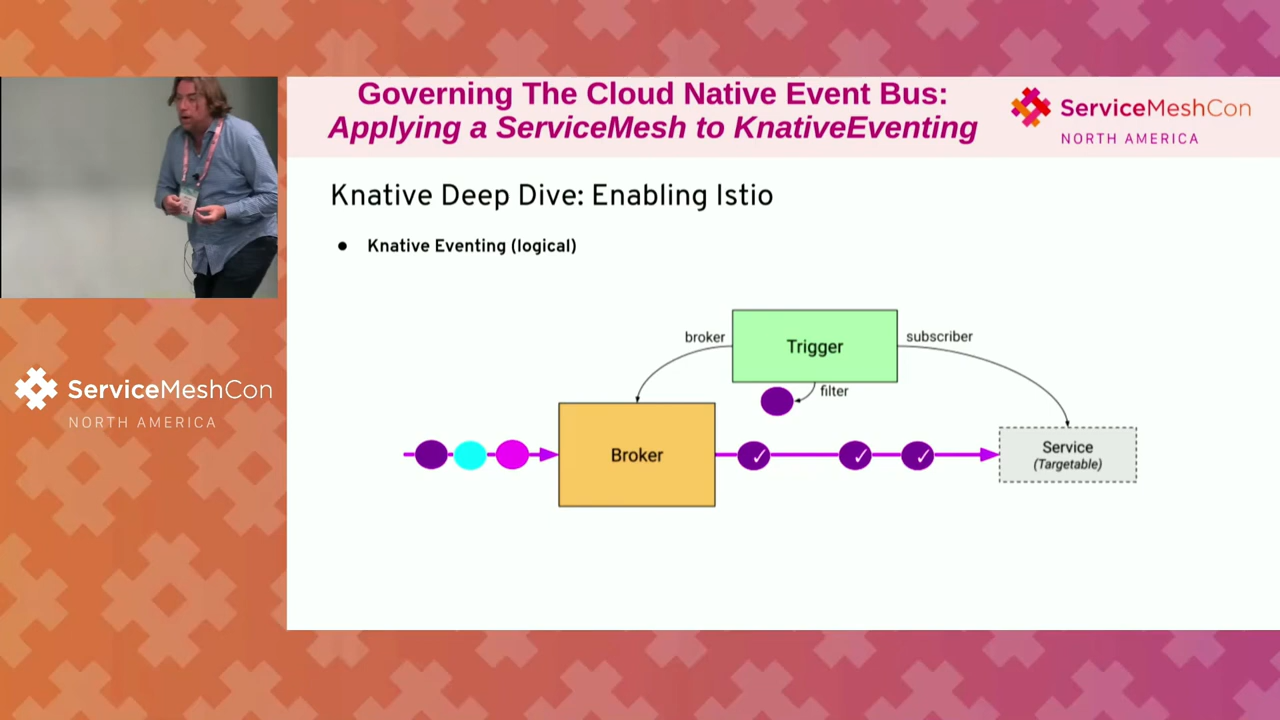 Governing The Cloud Native Event Bus:
Applying a ServiceMesh to KnativeEventing
ServiceMeshCon
NORTH AMERICA
Knative Deep Dive: Enabling Istio
● Knative Eventing (logical)
broker
Trigger
subscriber
filter
Broker
Service
(Targetable)
ServiceMeshCon
NORTH AMERICA